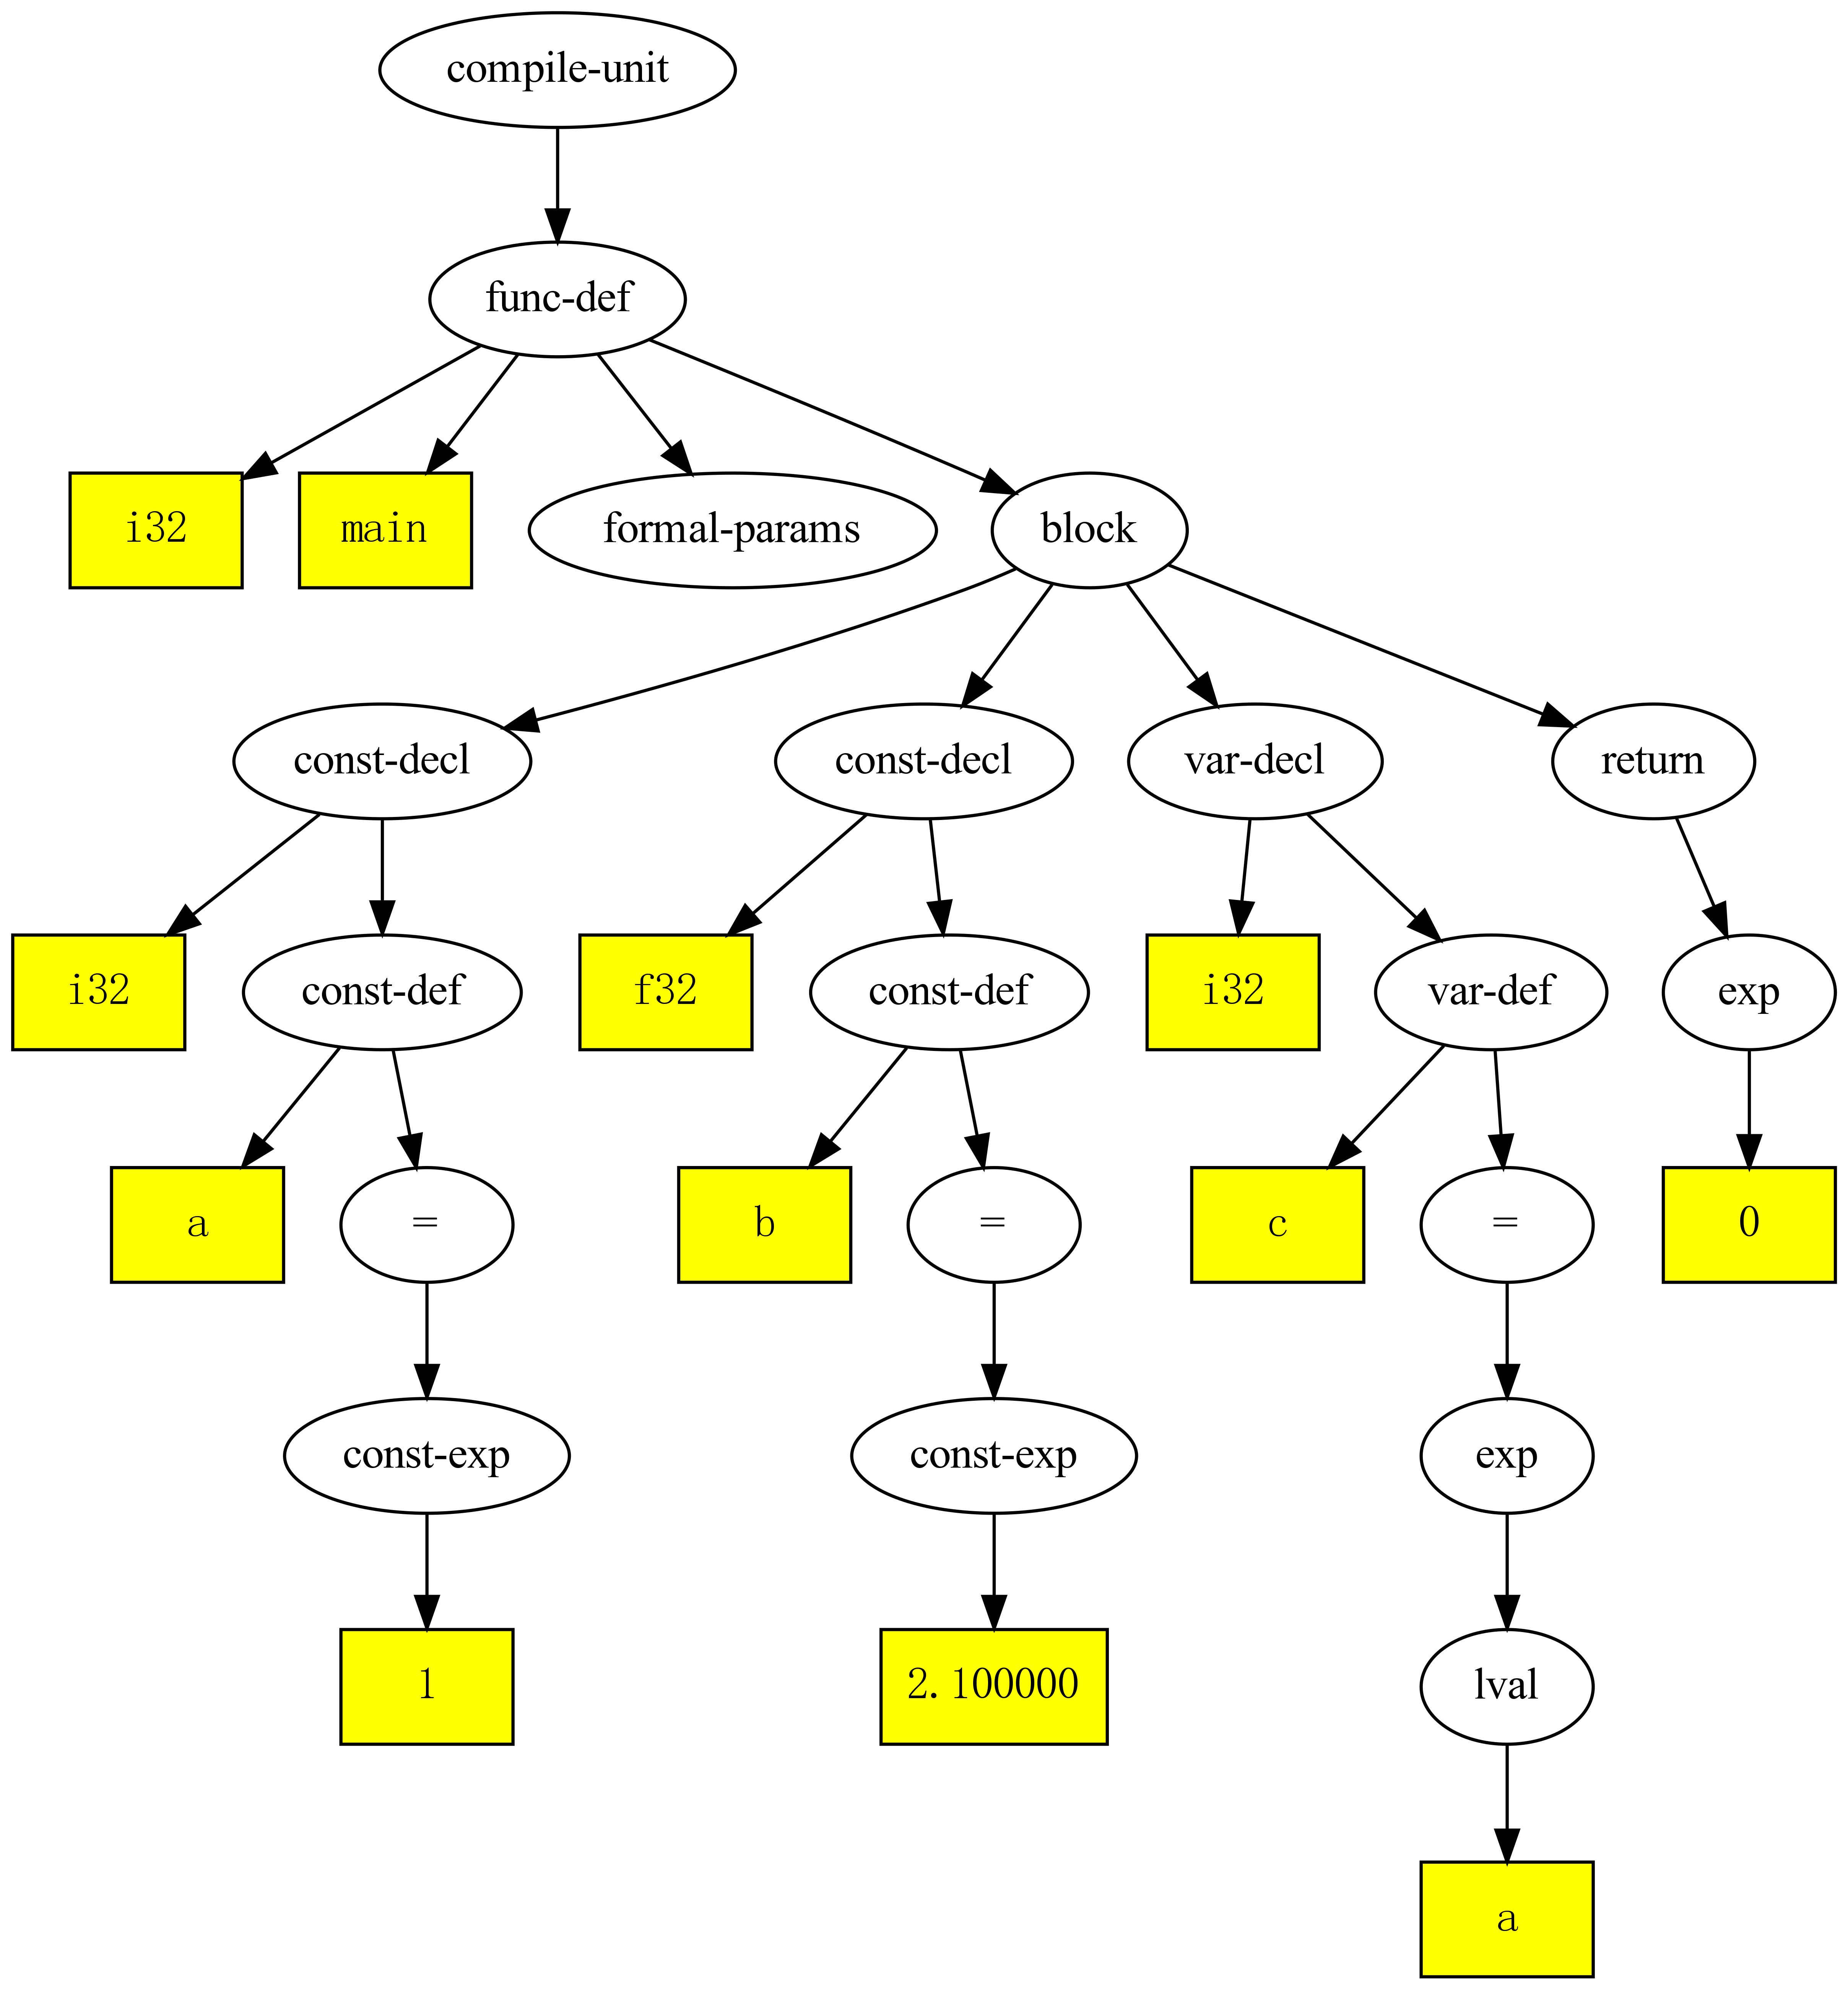 compile-unit
func-def
i32
main
formal-params
block
const-decl
const-decl
var-decl
return
i32
const-def
f32
const-def
i32
var-def
exp
a
=
b
=
c
=
0
const-exp
const-exp
exp
1
2.100000
lval
a